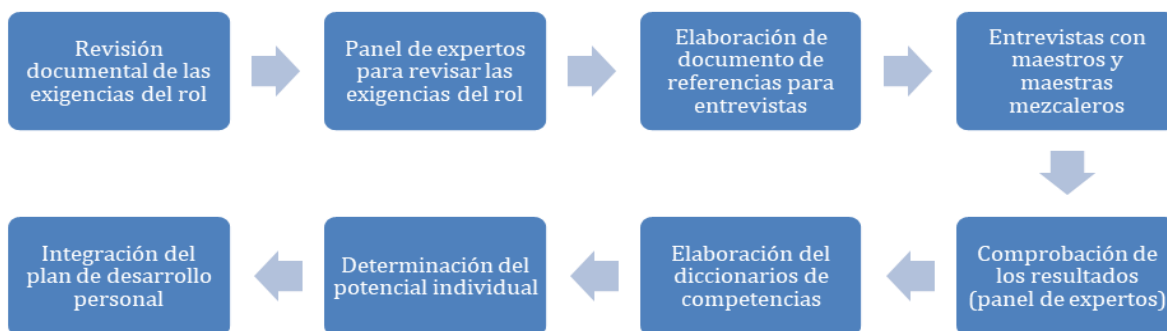 Revisión
documental de las
exigencias del rol
Panel de expertos
para revisar las
exigencias del rol
Elaboración de
documento de
referencias para
entrevistas
Entrevistas con
maestros y
maestras
mezcaleros
Comprobación de
los resultados
(panel de expertos)
Elaboración del
diccionarios de
competencias
Determinación del
potencial individual
Integración del
plan de desarrollo
personal